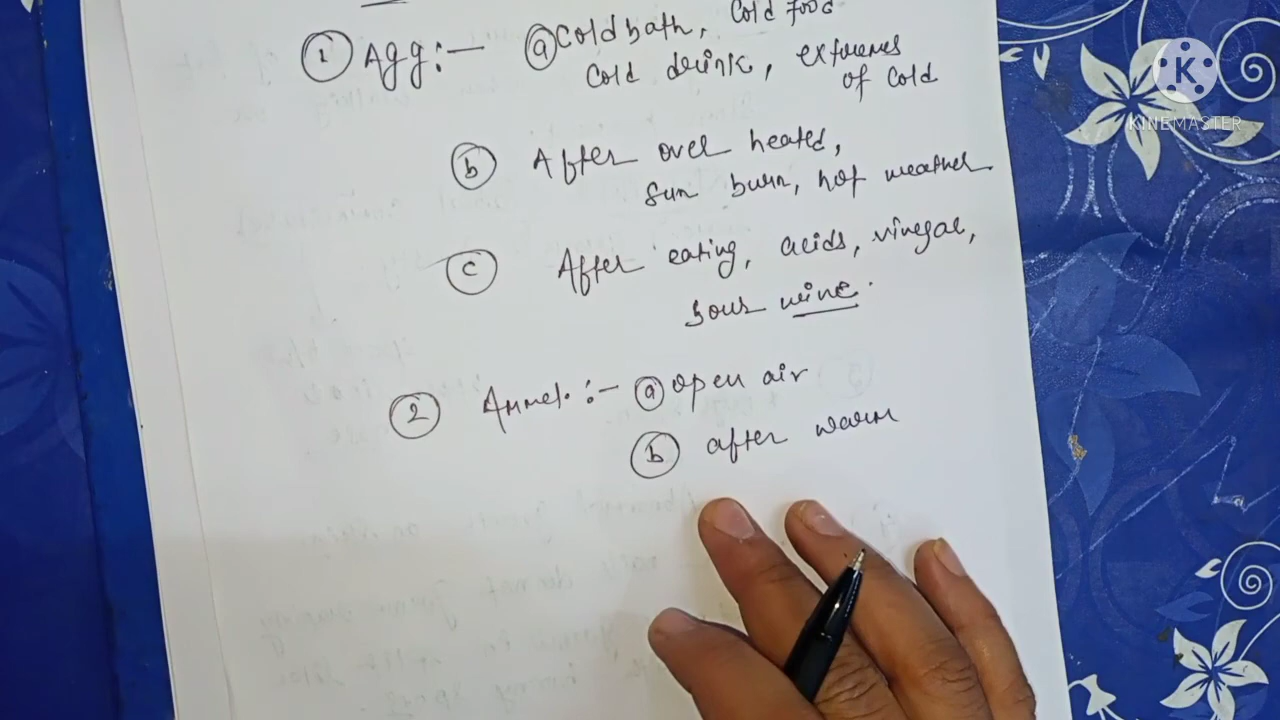 ① Agg:— ⓐ Cold bath, Cold food
Cold drink, extremes
of cold
ⓑ After over heated,
Sun burn, hot weather
ⓒ After eating, acids, vinegar,
sour wine.
② Amel. :— ⓐ open air
ⓑ after warm
K
KINEMASTER